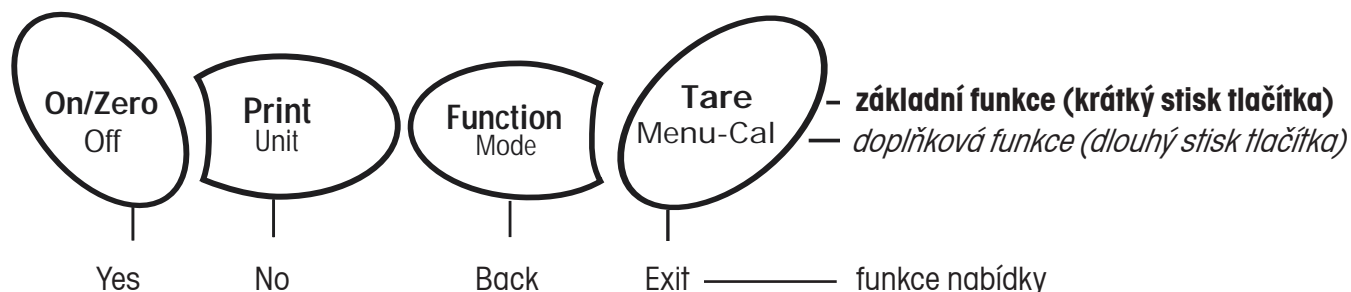 On/Zero
Off
Print
Unit
Function
Mode
Tare
Menu-Cal
základní funkce (krátký stisk tlačítka)
doplňková funkce (dlouhý stisk tlačítka)
Yes No Back Exit funkce nabídky